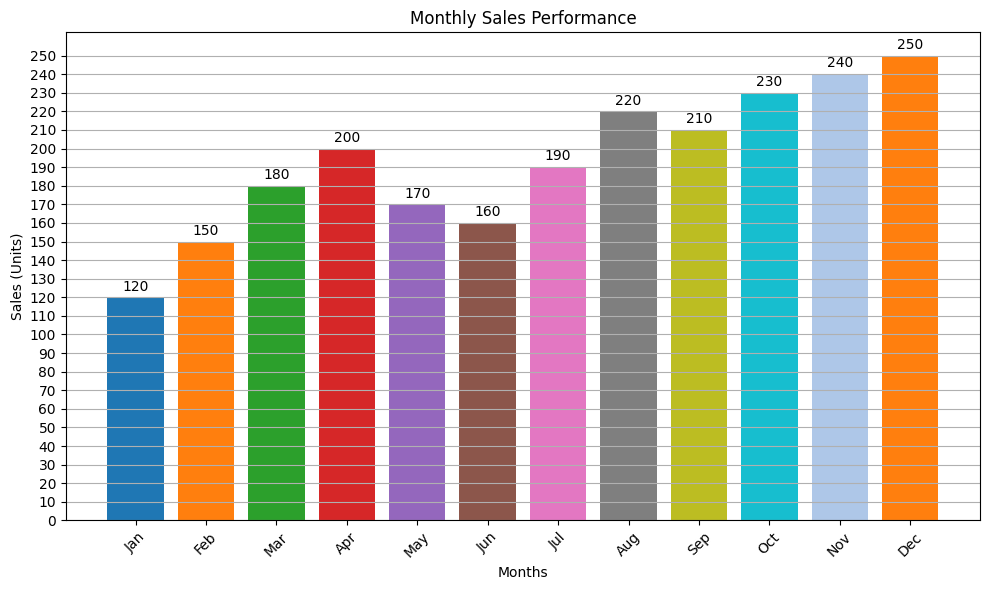 Monthly Sales Performance
Sales (Units)
250
240
230
220
210
200
190
180
170
160
150
140
130
120
110
100
90
80
70
60
50
40
30
20
10
0
120
150
180
200
170
160
190
220
210
230
240
250
Jan
Feb
Mar
Apr
May
Jun
Jul
Aug
Sep
Oct
Nov
Dec
Months